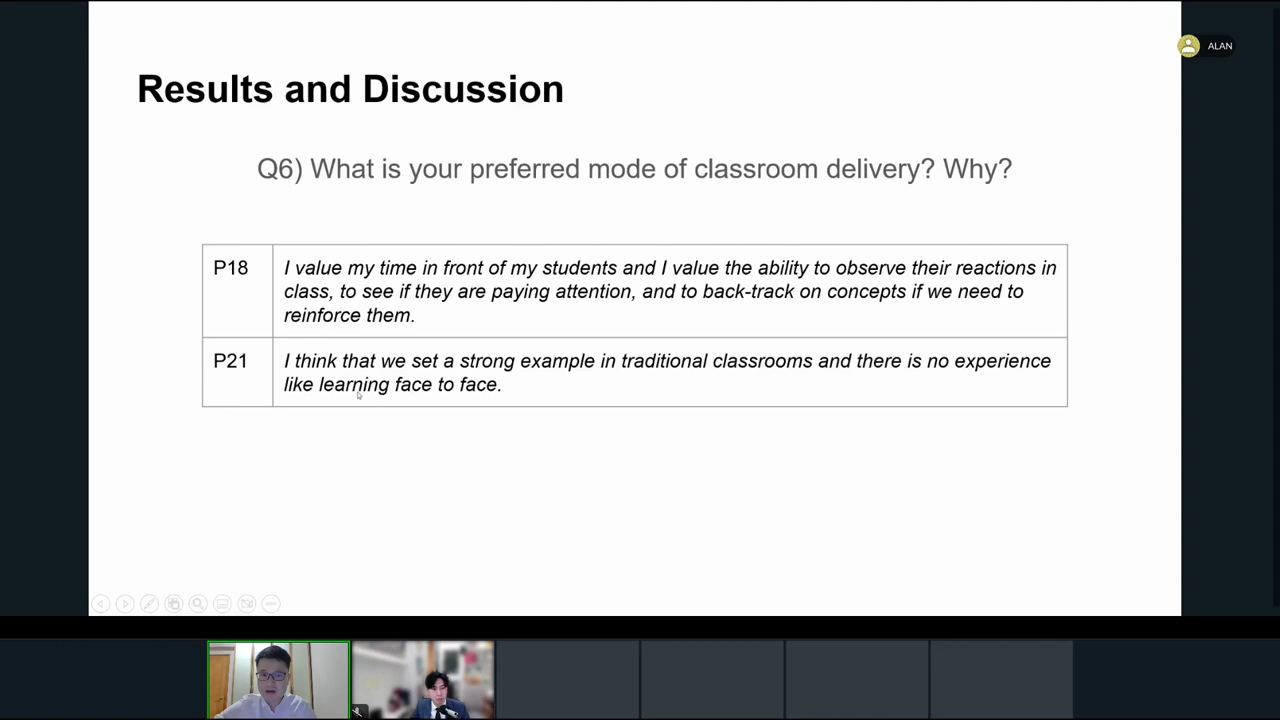 ALAN
Results and Discussion
Q6) What is your preferred mode of classroom delivery? Why?
P18
I value my time in front of my students and I value the ability to observe their reactions in
class, to see if they are paying attention, and to back-track on concepts if we need to
reinforce them.
P21
I think that we set a strong example in traditional classrooms and there is no experience
like learning face to face.